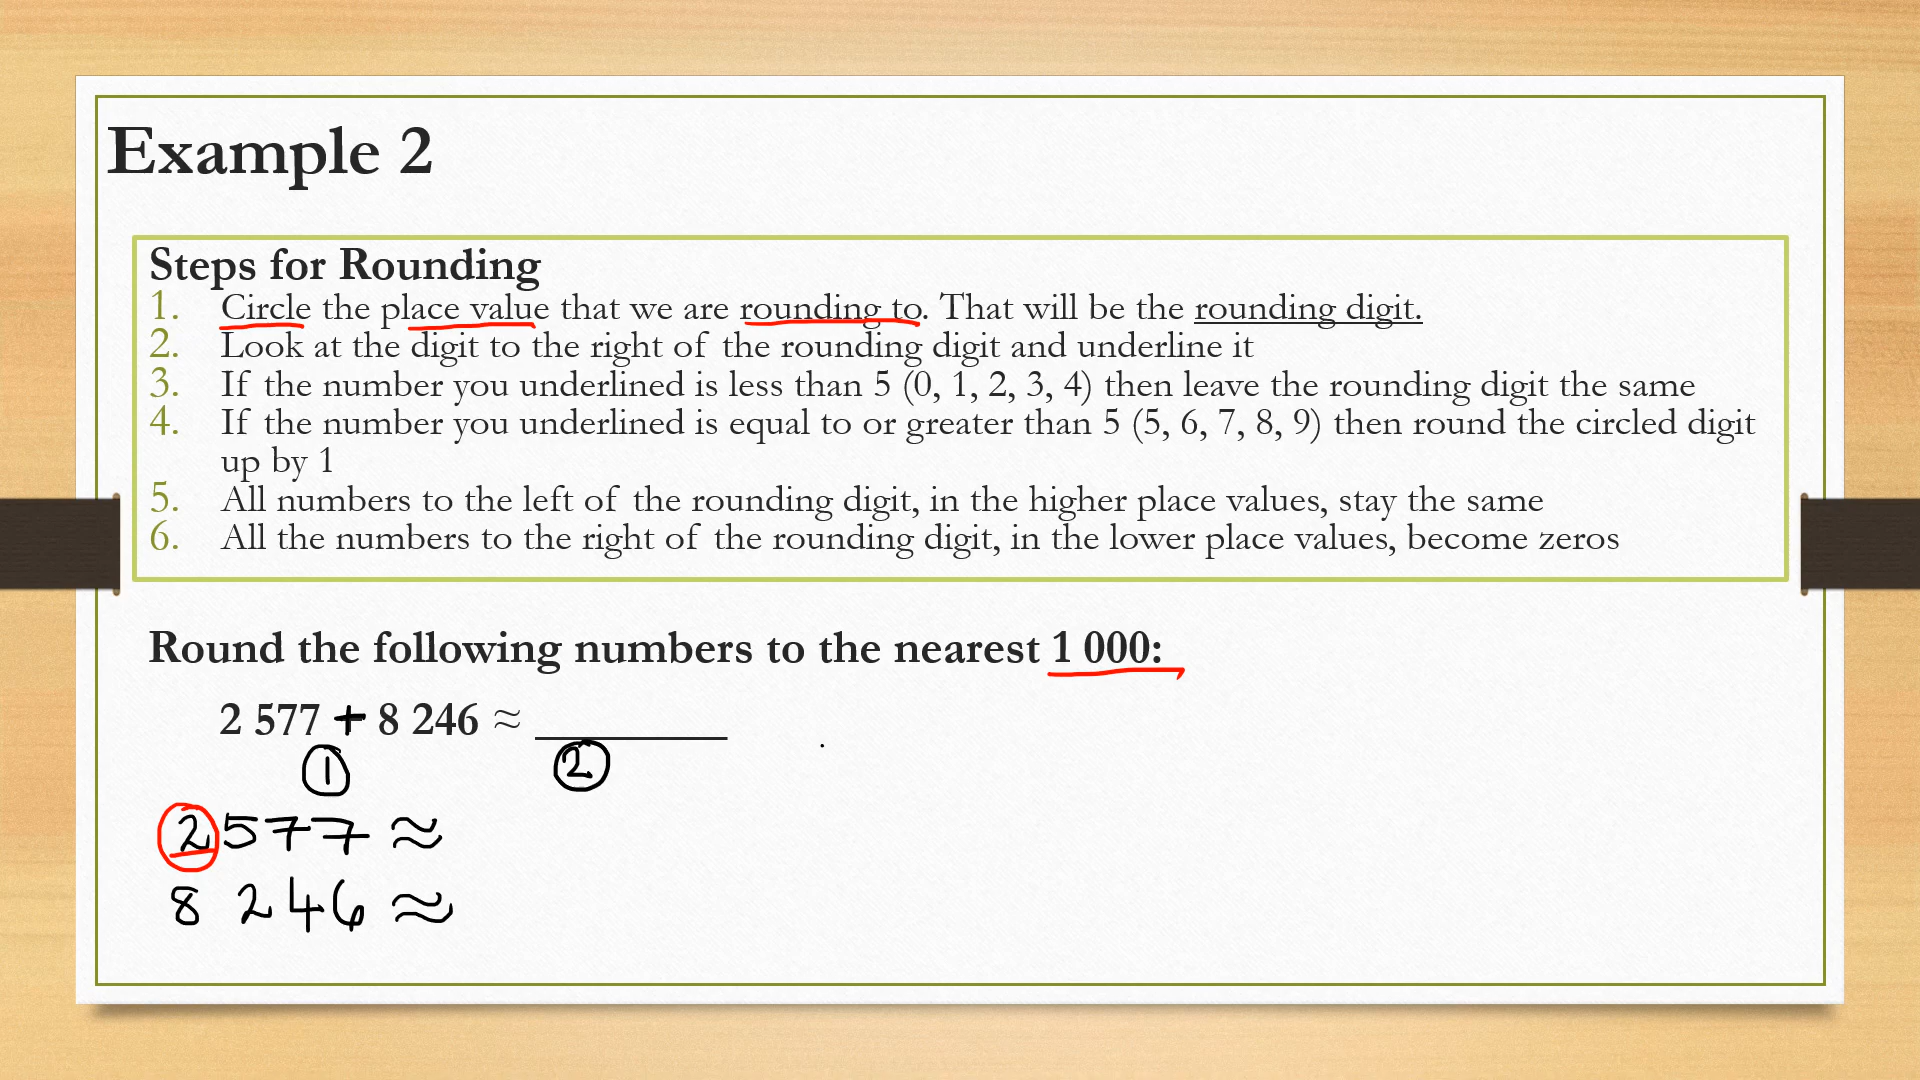 Example 2
Steps for Rounding
1. Circle the place value that we are rounding to. That will be the rounding digit.
2. Look at the digit to the right of the rounding digit and underline it
3. If the number you underlined is less than 5 (0, 1, 2, 3, 4) then leave the rounding digit the same
4. If the number you underlined is equal to or greater than 5 (5, 6, 7, 8, 9) then round the circled digit
up by 1
5. All numbers to the left of the rounding digit, in the higher place values, stay the same
6. All the numbers to the right of the rounding digit, in the lower place values, become zeros
Round the following numbers to the nearest 1 000:
2 577 + 8 246 ≈ ________
1 2
2577 ≈
8 246 ≈